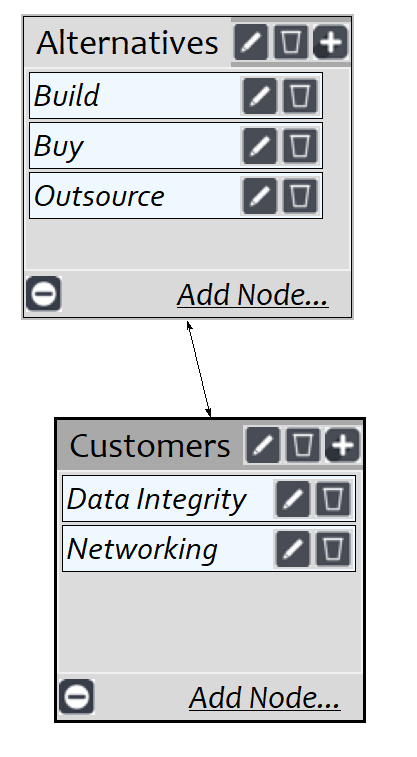 Alternatives
Build
Buy
Outsource
Add Node...
Customers
Data Integrity
Networking
Add Node...